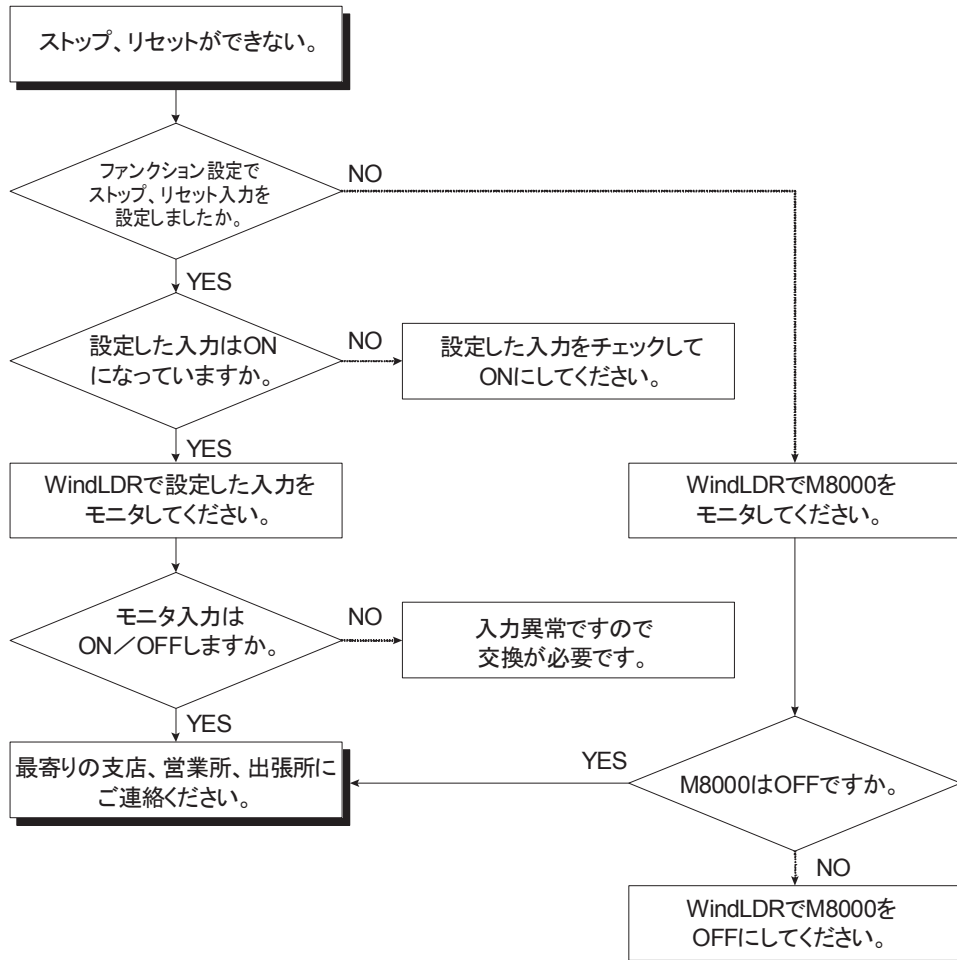 ストップ、リセットができない。
ファンクション設定で
ストップ、リセット入力を
設定しましたか。
NO
YES
設定した入力はON
になっていますか。
NO
設定した入力をチェックして
ONにしてください。
YES
WindLDRで設定した入力を
モニタしてください。
WindLDRでM8000を
モニタしてください。
モニタ入力は
ON／OFFしますか。
NO
入力異常ですので
交換が必要です。
YES
最寄りの支店、営業所、出張所に
ご連絡ください。
YES
M8000はOFFですか。
NO
WindLDRでM8000を
OFFにしてください。